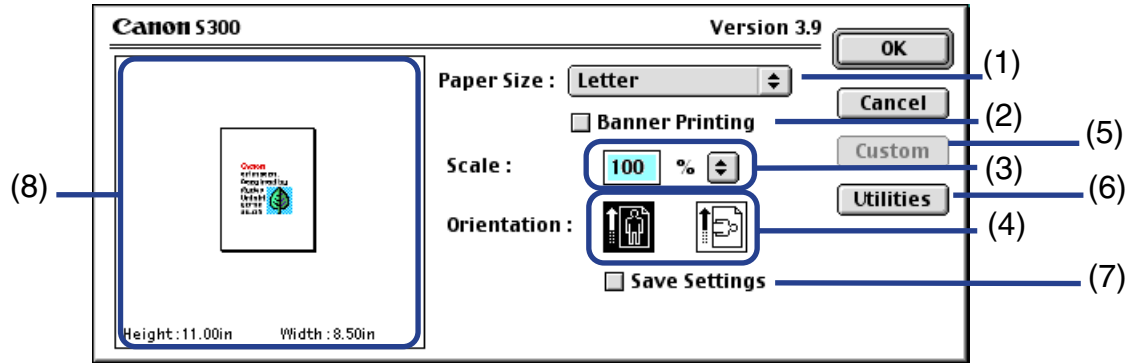 Canon S300
Version 3.9
OK
(1)
Paper Size : Letter
Cancel
(2)
Banner Printing
(5)
Custom
Scale : 100 %
(3)
(6)
Utilities
(8)
Orientation :
(4)
Save Settings
(7)
Height:11.00in Width:8.50in
Canon